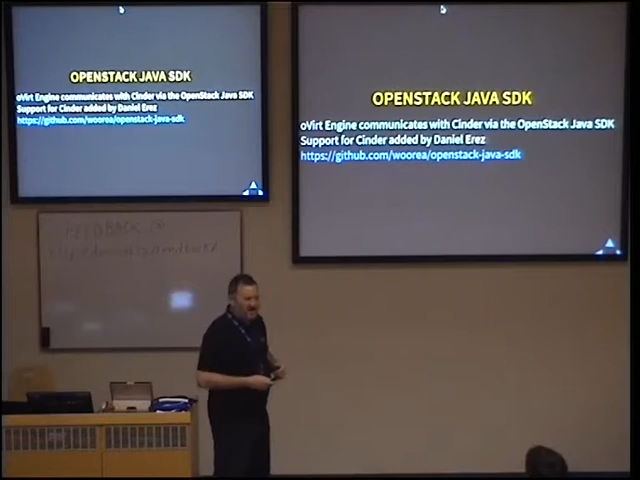 OPENSTACK JAVA SDK
oVirt Engine communicates with Cinder via the OpenStack Java SDK
Support for Cinder added by Daniel Erez
https://github.com/woorea/openstack-java-sdk
OPENSTACK JAVA SDK
oVirt Engine communicates with Cinder via the OpenStack Java SDK
Support for Cinder added by Daniel Erez
https://github.com/woorea/openstack-java-sdk
FEEDBACK